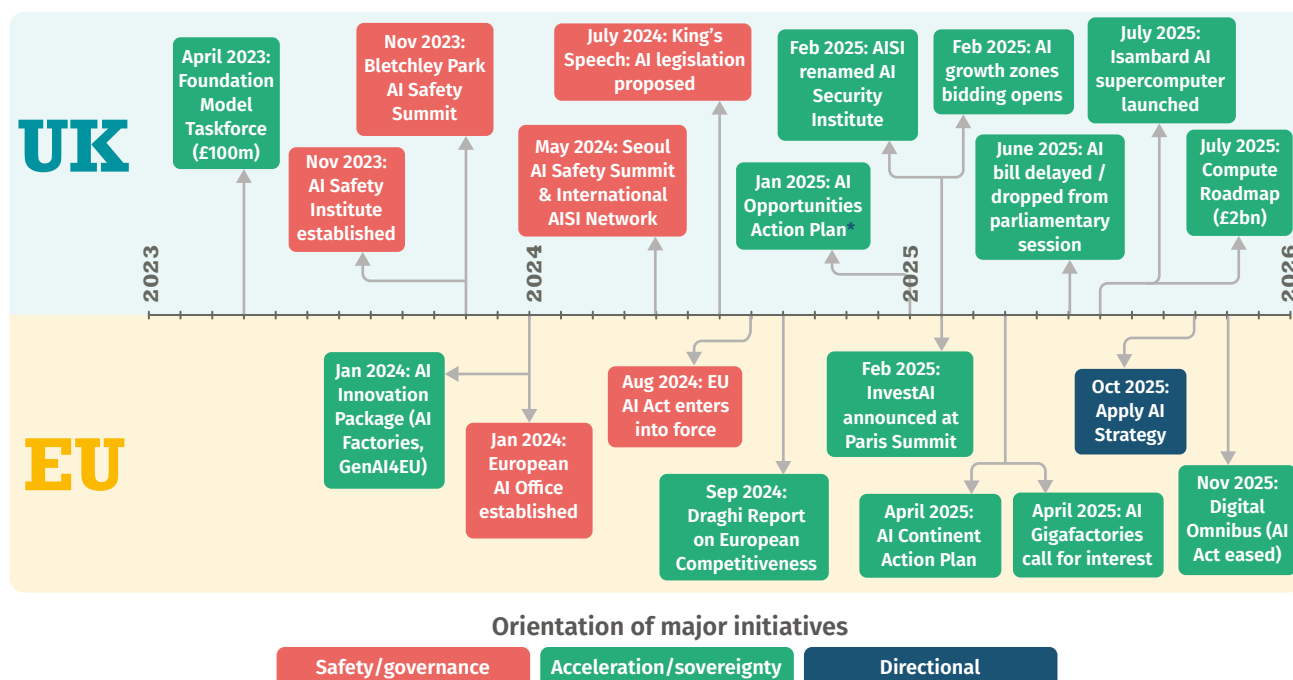 UK
April 2023:
Foundation
Model
Taskforce
(£100m)
Nov 2023:
Bletchley Park
AI Safety
Summit
Nov 2023:
AI Safety
Institute
established
July 2024: King's
Speech: AI legislation
proposed
May 2024: Seoul
AI Safety Summit
& International
AISI Network
Feb 2025: AISI
renamed AI
Security
Institute
Jan 2025: AI
Opportunities
Action Plan*
Feb 2025: AI
growth zones
bidding opens
June 2025: AI
bill delayed /
dropped from
parliamentary
session
July 2025:
Isambard AI
supercomputer
launched
July 2025:
Compute
Roadmap
(£2bn)
2023
2024
2025
2026
EU
Jan 2024: AI
Innovation
Package (AI
Factories,
GenAI4EU)
Jan 2024:
European
AI Office
established
Aug 2024: EU
AI Act enters
into force
Sep 2024:
Draghi Report
on European
Competitiveness
Feb 2025:
InvestAI
announced at
Paris Summit
April 2025:
AI Continent
Action Plan
April 2025: AI
Gigafactories
call for interest
Oct 2025:
Apply AI
Strategy
Nov 2025:
Digital
Omnibus (AI
Act eased)
Orientation of major initiatives
Safety/governance
Acceleration/sovereignty
Directional